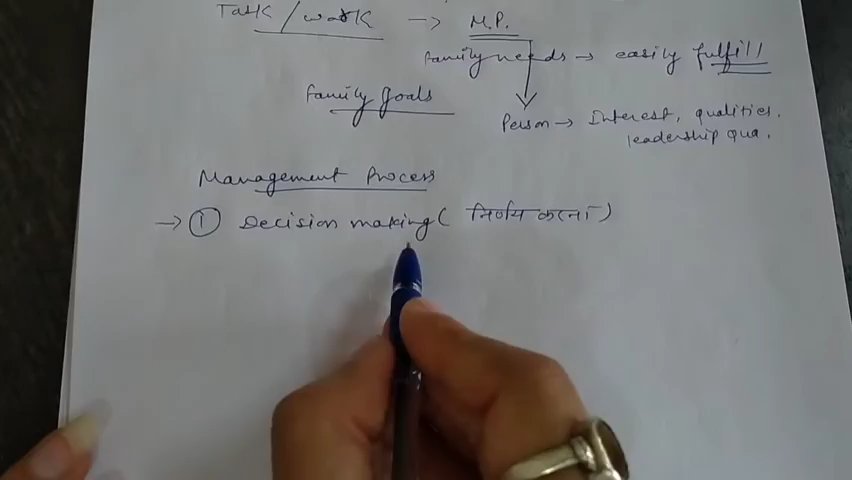 Task / work → M.P.
family needs → easily fulfill
family goals
Person → Interest, qualities,
leadership qua.
Management Process
→ ① Decision making ( निर्णय करना )